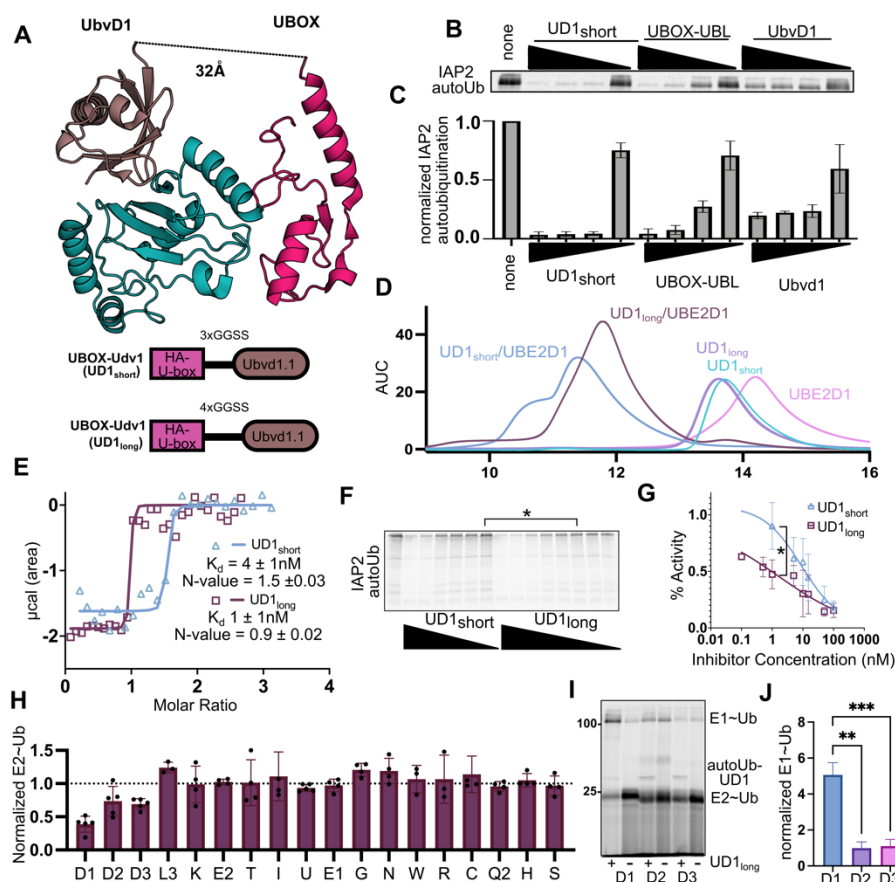 A
UbvD1
UBOX
32Å
3xGGSS
UBOX-Udv1
(UD1short)
HA-
U-box
Ubvd1.1
4xGGSS
UBOX-Udv1
(UD1long)
HA-
U-box
Ubvd1.1
B
none
UD1short
UBOX-UBL
UbvD1
IAP2
autoUb
C
normalized IAP2
autoubiquitination
1.0
0.5
0.0
none
UD1short
UBOX-UBL
Ubvd1
D
AUC
40
20
0
UD1short/UBE2D1
UD1long/UBE2D1
UD1long
UD1short
UBE2D1
10
12
14
16
E
µcal (area)
0
-1
-2
UD1short
Kd = 4 ± 1nM
N-value = 1.5 ±0.03
UD1long
Kd 1 ± 1nM
N-value = 0.9 ± 0.02
0
1
2
3
4
Molar Ratio
F
*
IAP2
autoUb
UD1short
UD1long
G
% Activity
1.0
0.5
0.0
UD1short
UD1long
*
0.01
0.1
1
10
100
1000
Inhibitor Concentration (nM)
H
Normalized E2~Ub
1.5
1.0
0.5
0.0
D1 D2 D3 L3 K E2 T I U E1 G N W R C Q2 H S
I
100
25
E1~Ub
autoUb-
UD1
E2~Ub
+ - + - + -
UD1long
D1 D2 D3
J
normalized E1~Ub
8
6
4
2
0
***
**
D1 D2 D3